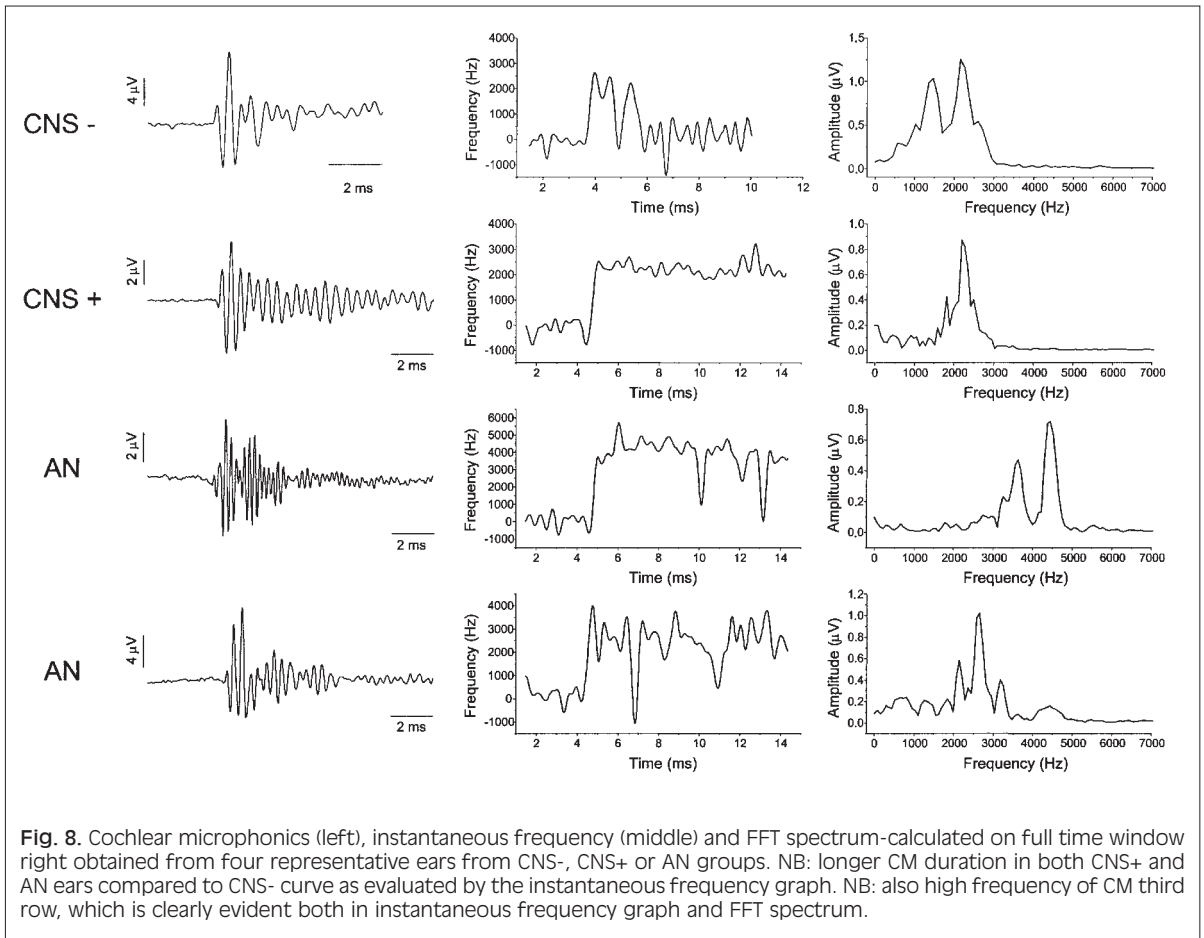 CNS -
4 µV
2 ms
Frequency (Hz)
4000
3000
2000
1000
0
-1000
2 4 6 8 10 12
Time (ms)
Amplitude (µV)
1.5
1.0
0.5
0.0
0 1000 2000 3000 4000 5000 6000 7000
Frequency (Hz)
CNS +
2 µV
2 ms
Frequency (Hz)
4000
3000
2000
1000
0
-1000
2 4 6 8 10 12 14
Time (ms)
Amplitude (µV)
1.0
0.8
0.6
0.4
0.2
0.0
0 1000 2000 3000 4000 5000 6000 7000
Frequency (Hz)
AN
2 µV
2 ms
Frequency (Hz)
6000
5000
4000
3000
2000
1000
0
-1000
2 4 6 8 10 12 14
Time (ms)
Amplitude (µV)
0.8
0.6
0.4
0.2
0.0
0 1000 2000 3000 4000 5000 6000 7000
Frequency (Hz)
AN
4 µV
2 ms
Frequency (Hz)
4000
3000
2000
1000
0
-1000
2 4 6 8 10 12 14
Time (ms)
Amplitude (µV)
1.2
1.0
0.8
0.6
0.4
0.2
0.0
0 1000 2000 3000 4000 5000 6000 7000
Frequency (Hz)
Fig. 8. Cochlear microphonics (left), instantaneous frequency (middle) and FFT spectrum-calculated on full time window
right obtained from four representative ears from CNS-, CNS+ or AN groups. NB: longer CM duration in both CNS+ and
AN ears compared to CNS- curve as evaluated by the instantaneous frequency graph. NB: also high frequency of CM third
row, which is clearly evident both in instantaneous frequency graph and FFT spectrum.